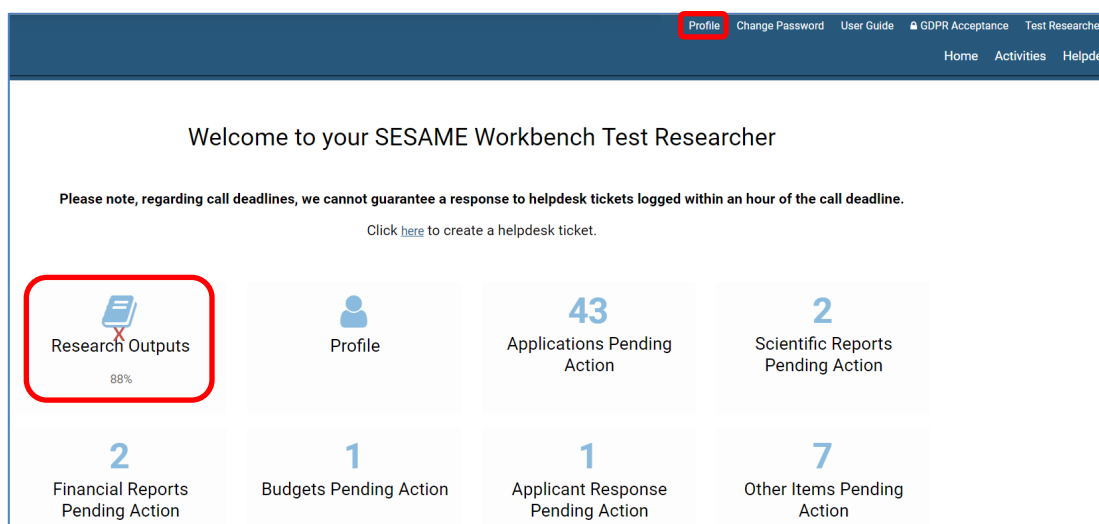 Profile Change Password User Guide GDPR Acceptance Test Researche
Home Activities Helpde
Welcome to your SESAME Workbench Test Researcher
Please note, regarding call deadlines, we cannot guarantee a response to helpdesk tickets logged within an hour of the call deadline.
Click here to create a helpdesk ticket.
X
Research Outputs
88%
Profile
43
Applications Pending
Action
2
Scientific Reports
Pending Action
2
Financial Reports
Pending Action
1
Budgets Pending Action
1
Applicant Response
Pending Action
7
Other Items Pending
Action